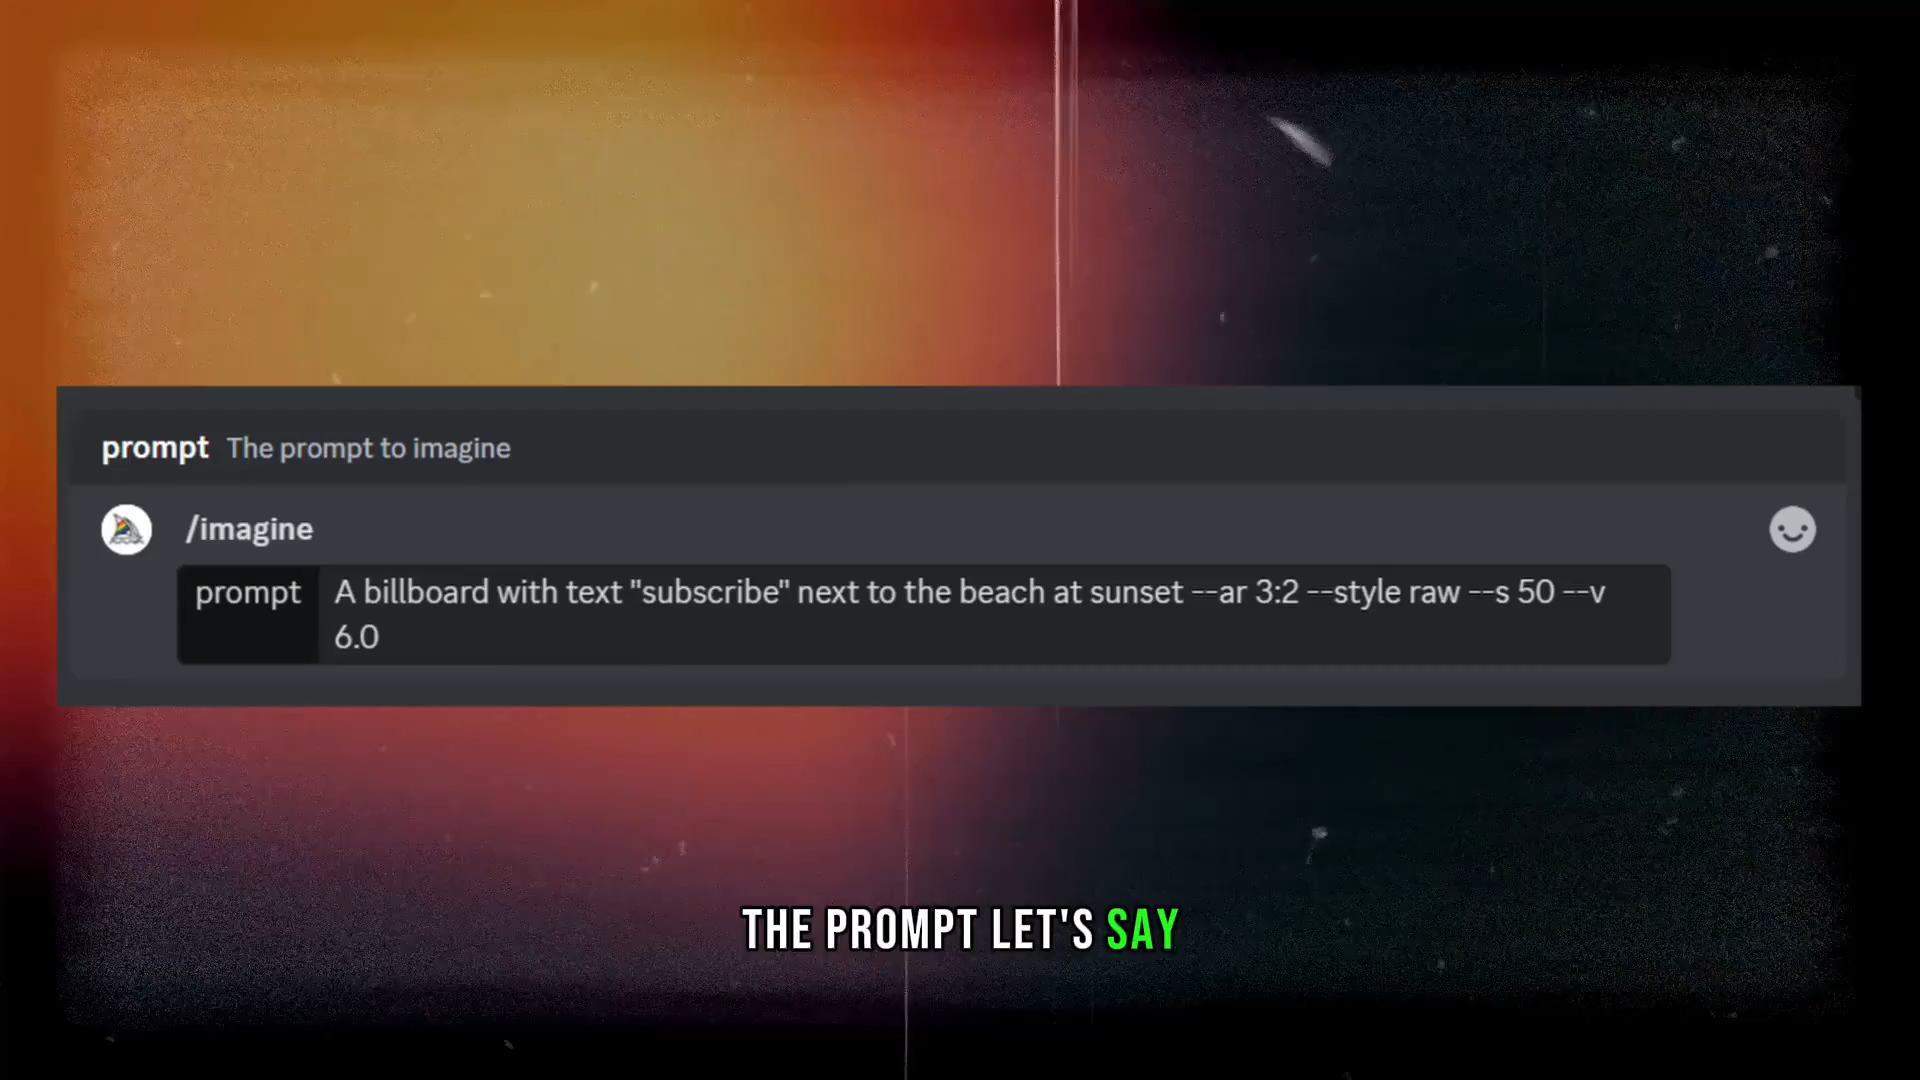 prompt The prompt to imagine
/imagine
prompt A billboard with text "subscribe" next to the beach at sunset --ar 3:2 --style raw --s 50 --v
6.0
THE PROMPT LET'S SAY